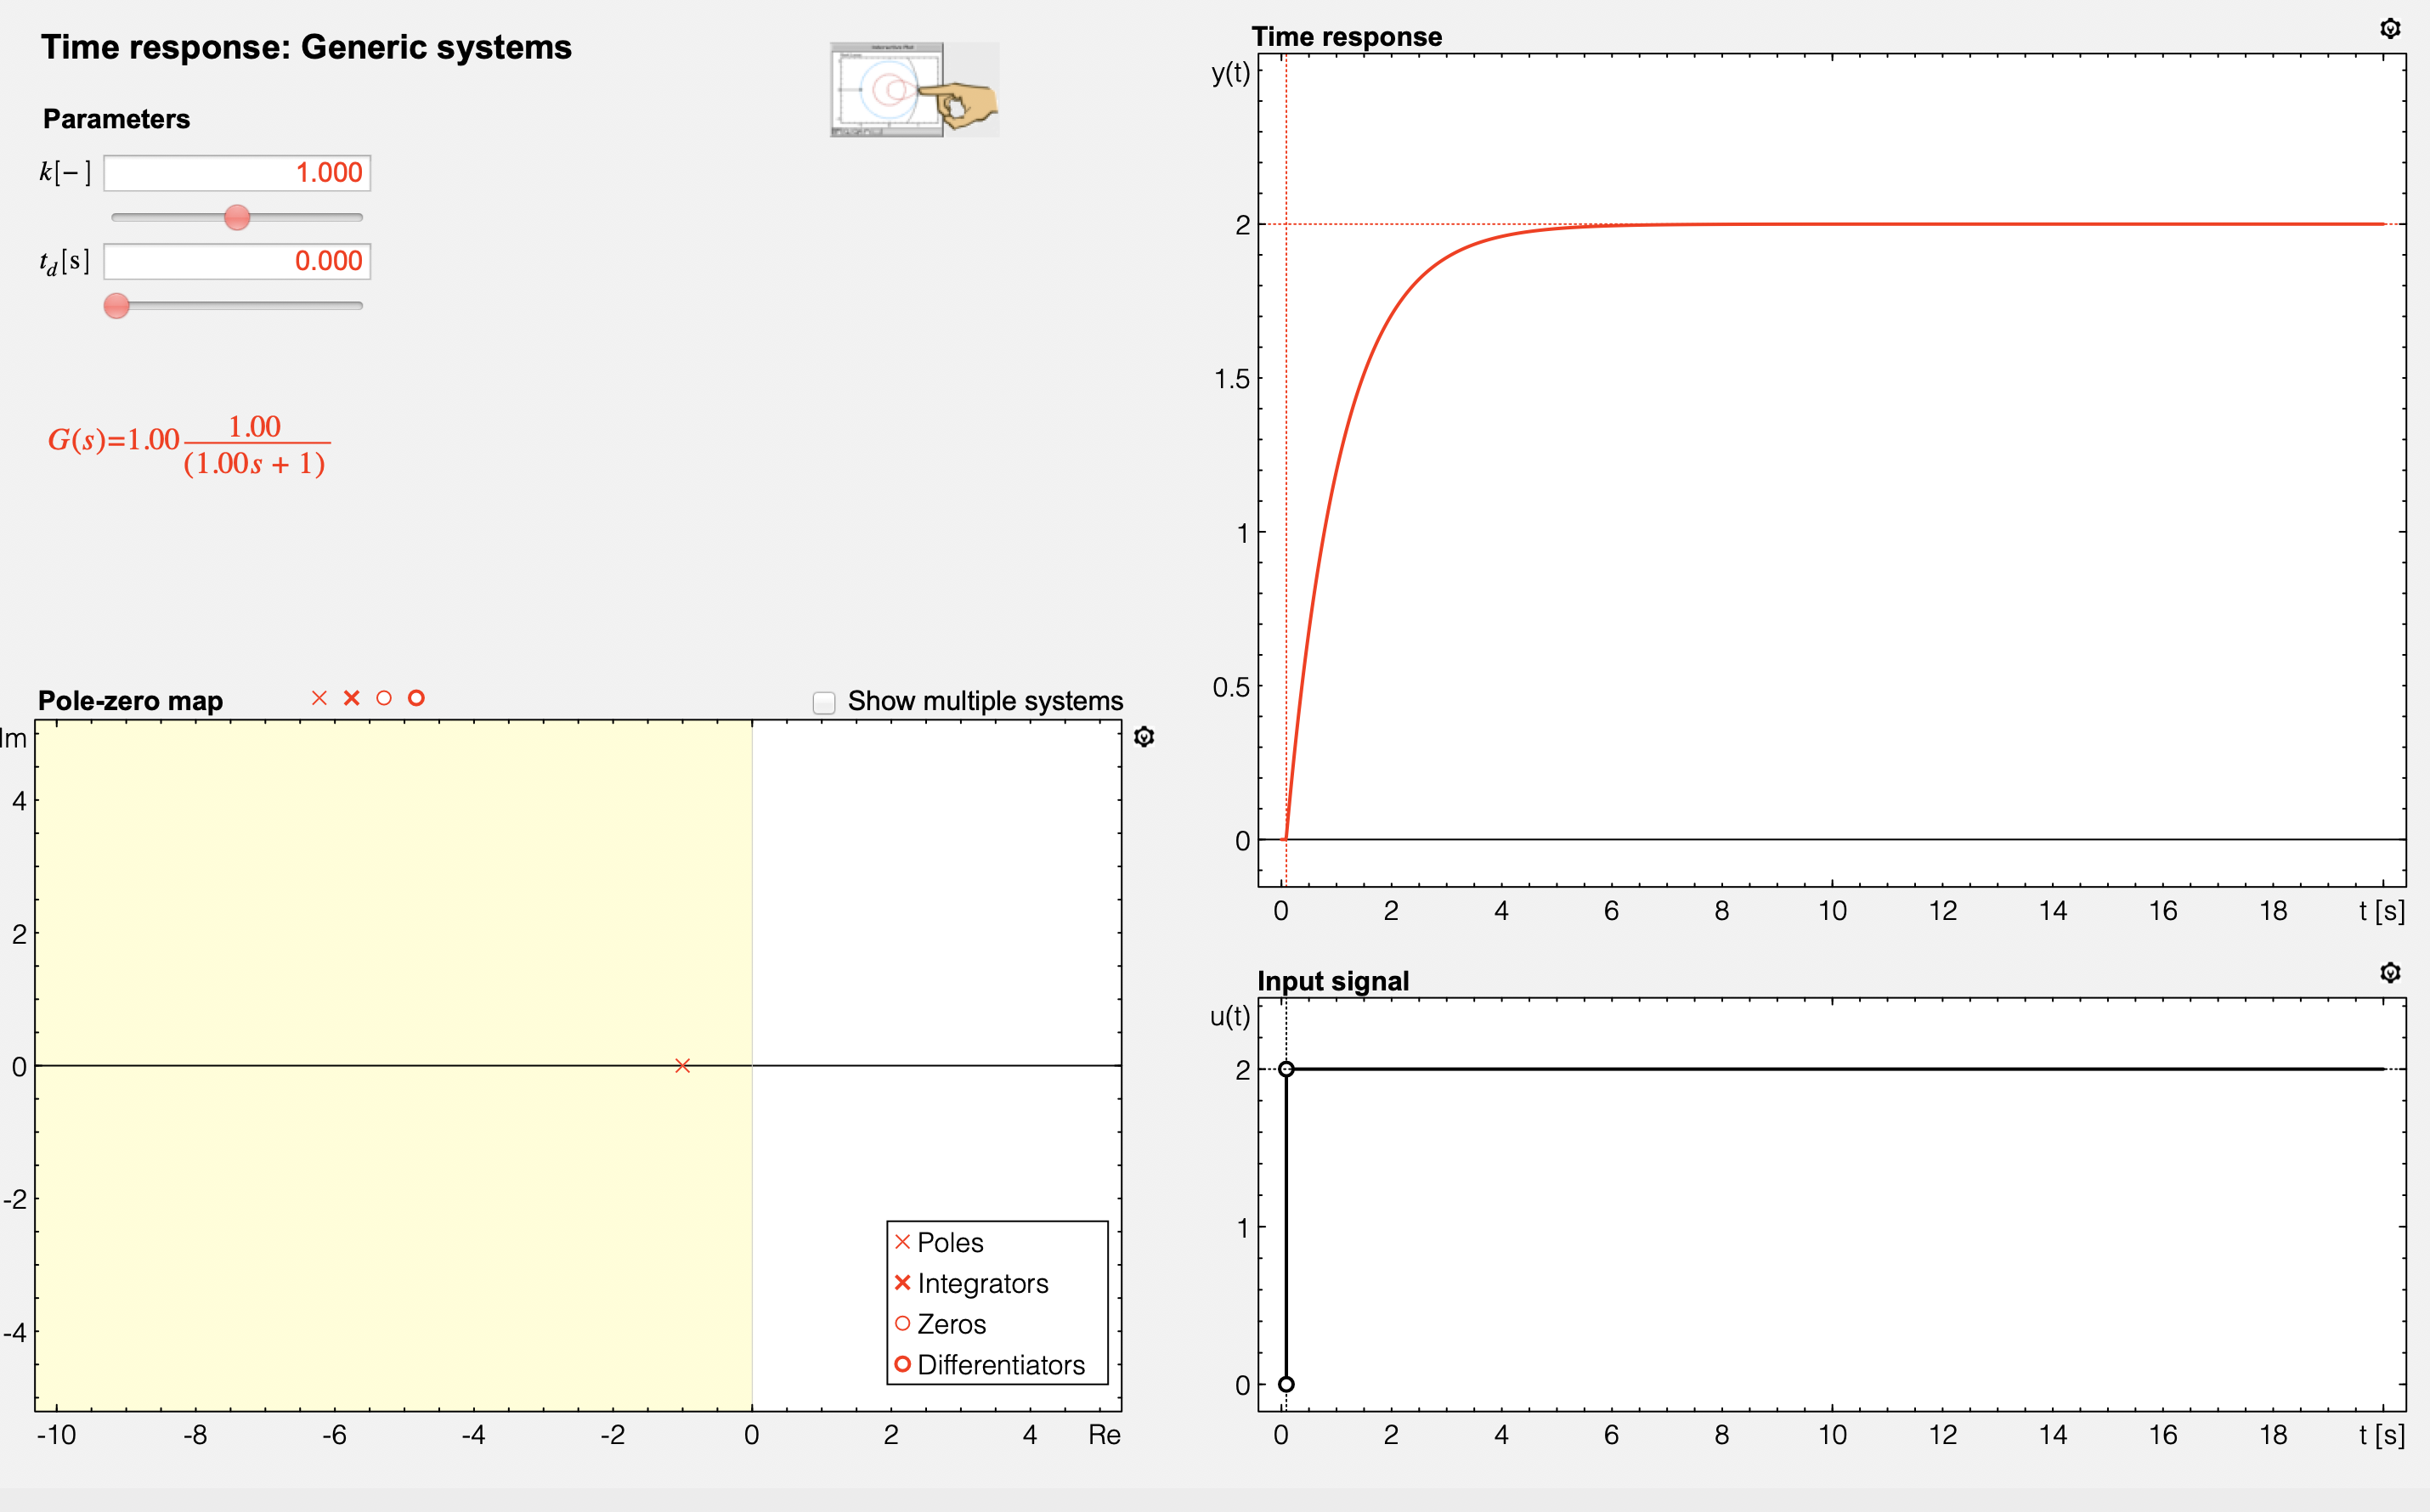 Time response: Generic systems
Parameters
k[−] 1.000
t_d[s] 0.000
G(s)=1.00 1.00/(1.00s + 1)
Pole-zero map
Show multiple systems
Im
4
2
0
-2
-4
-10 -8 -6 -4 -2 0 2 4 Re
Poles
Integrators
Zeros
Differentiators
Time response
y(t)
2
1.5
1
0.5
0
0 2 4 6 8 10 12 14 16 18 t [s]
Input signal
u(t)
2
1
0
0 2 4 6 8 10 12 14 16 18 t [s]